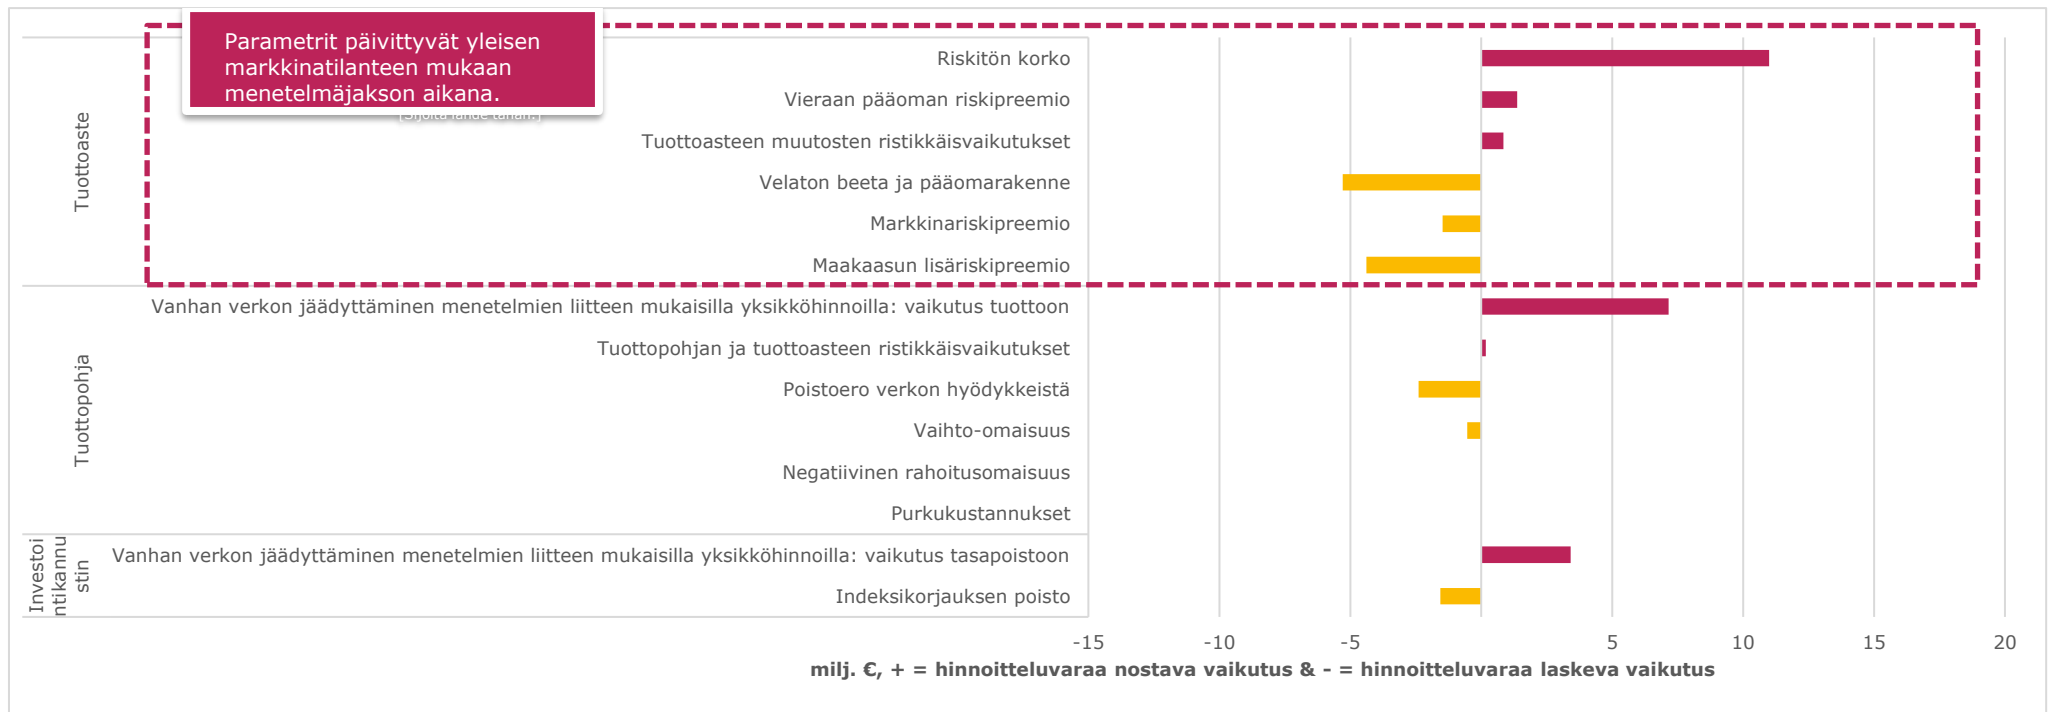 Parametrit päivittyvät yleisen
markkinatilanteen mukaan
menetelmäjakson aikana.
[Sijoita lähde tähän.]
Tuottoaste
Riskitön korko
Vieraan pääoman riskipreemio
Tuottoasteen muutosten ristikkäisvaikutukset
Velaton beeta ja pääomarakenne
Markkinariskipreemio
Maakaasun lisäriskipreemio
Tuottopohja
Vanhan verkon jäädyttäminen menetelmien liitteen mukaisilla yksikköhinnoilla: vaikutus tuottoon
Tuottopohjan ja tuottoasteen ristikkäisvaikutukset
Poistoero verkon hyödykkeistä
Vaihto-omaisuus
Negatiivinen rahoitusomaisuus
Purkukustannukset
Investoi
ntikannu
stin
Vanhan verkon jäädyttäminen menetelmien liitteen mukaisilla yksikköhinnoilla: vaikutus tasapoistoon
Indeksikorjauksen poisto
-15 -10 -5 5 10 15 20
milj. €, + = hinnoitteluvaraa nostava vaikutus & - = hinnoitteluvaraa laskeva vaikutus